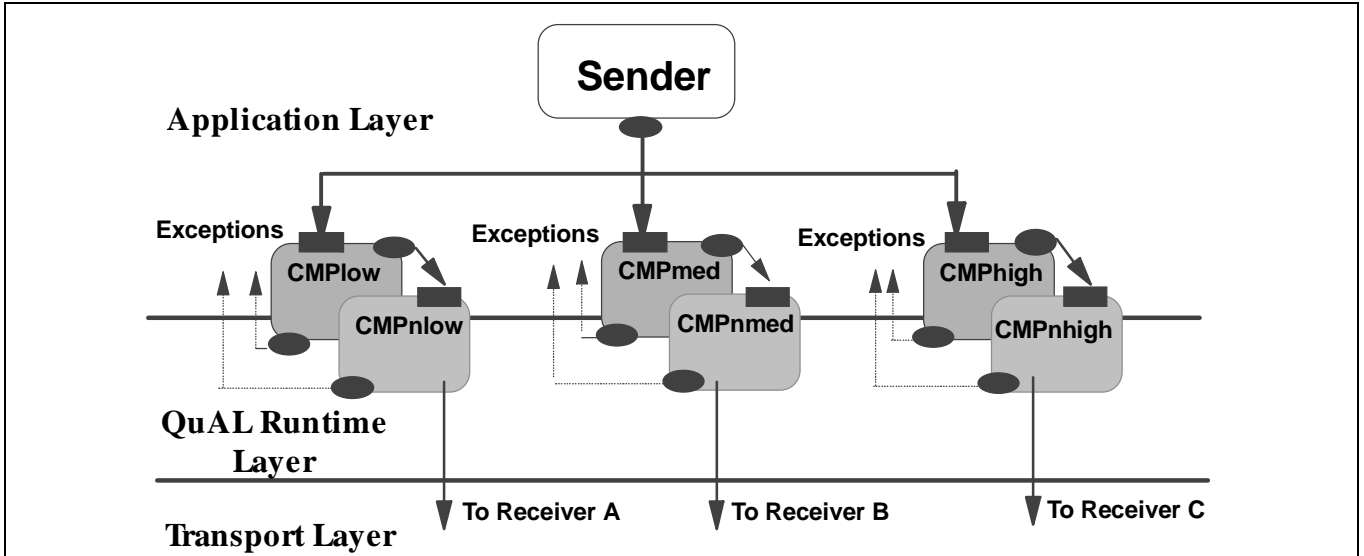 Sender
Application Layer
Exceptions
Exceptions
Exceptions
CMPlow
CMPmed
CMPhigh
CMPnlow
CMPnmed
CMPnhigh
QuAL Runtime
Layer
To Receiver A
To Receiver B
To Receiver C
Transport Layer